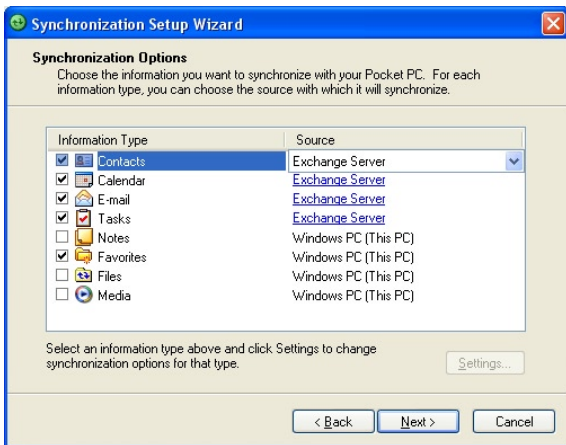 Synchronization Setup Wizard
Synchronization Options
Choose the information you want to synchronize with your Pocket PC. For each
information type, you can choose the source with which it will synchronize.
Information Type Source
Contacts Exchange Server
Calendar Exchange Server
E-mail Exchange Server
Tasks Exchange Server
Notes Windows PC (This PC)
Favorites Windows PC (This PC)
Files Windows PC (This PC)
Media Windows PC (This PC)
Select an information type above and click Settings to change
synchronization options for that type.
Settings...
< Back Next > Cancel